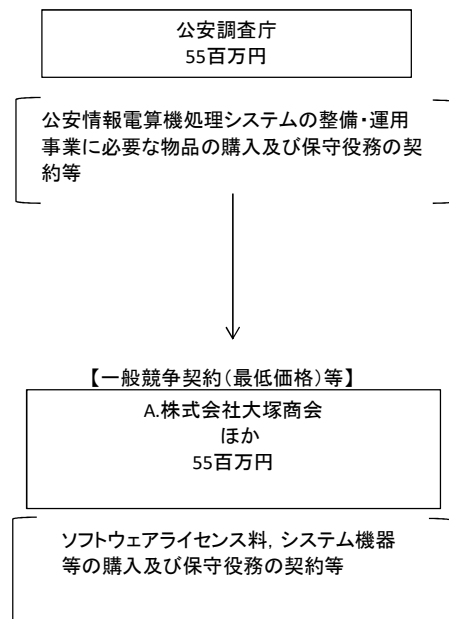 公安調査庁
55百万円
公安情報電算機処理システムの整備・運用
事業に必要な物品の購入及び保守役務の契
約等
【一般競争契約(最低価格)等】
A.株式会社大塚商会
ほか
55百万円
ソフトウェアライセンス料, システム機器
等の購入及び保守役務の契約等